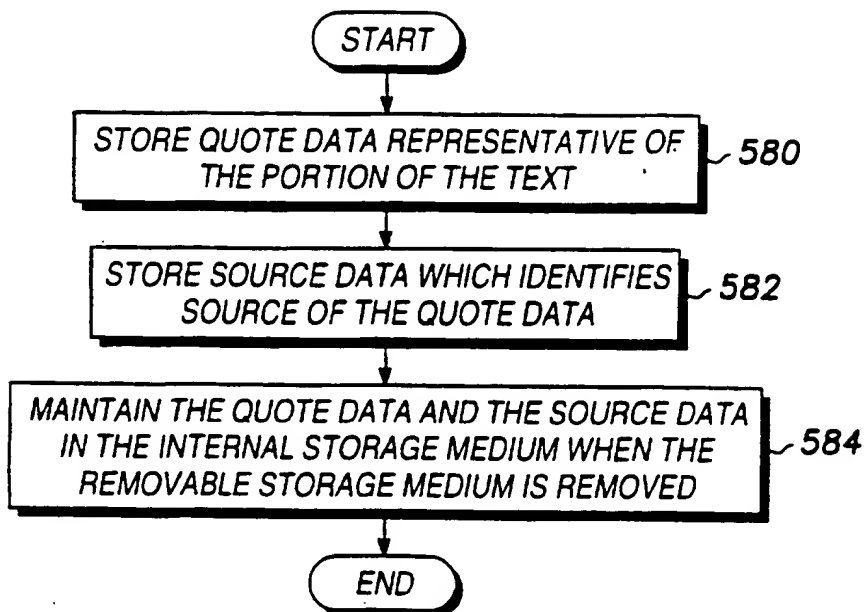 START
STORE QUOTE DATA REPRESENTATIVE OF
THE PORTION OF THE TEXT
580
STORE SOURCE DATA WHICH IDENTIFIES
SOURCE OF THE QUOTE DATA
582
MAINTAIN THE QUOTE DATA AND THE SOURCE DATA
IN THE INTERNAL STORAGE MEDIUM WHEN THE
REMOVABLE STORAGE MEDIUM IS REMOVED
584
END